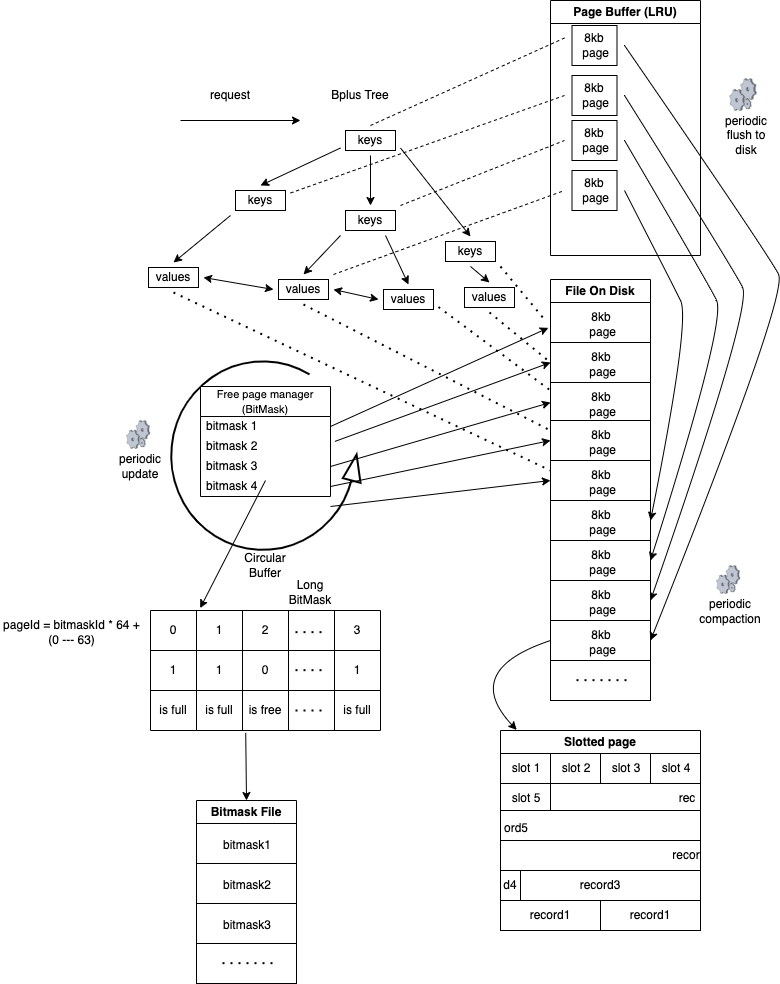 Page Buffer (LRU)
8kb
page
8kb
page
8kb
page
8kb
page
periodic
flush to
disk
request
Bplus Tree
keys
keys
keys
keys
values
values
values
values
File On Disk
8kb
page
8kb
page
8kb
page
8kb
page
8kb
page
8kb
page
8kb
page
8kb
page
8kb
page
.......
Free page manager
(BitMask)
bitmask 1
bitmask 2
bitmask 3
bitmask 4
periodic
update
Circular
Buffer
Long
BitMask
periodic
compaction
pageId = bitmaskId * 64 +
(0 --- 63)
0 1 2 .... 3
1 1 0 .... 1
is full is full is free .... is full
Bitmask File
bitmask1
bitmask2
bitmask3
.......
Slotted page
slot 1 slot 2 slot 3 slot 4
slot 5 rec
ord5
recor
d4 record3
record1 record1